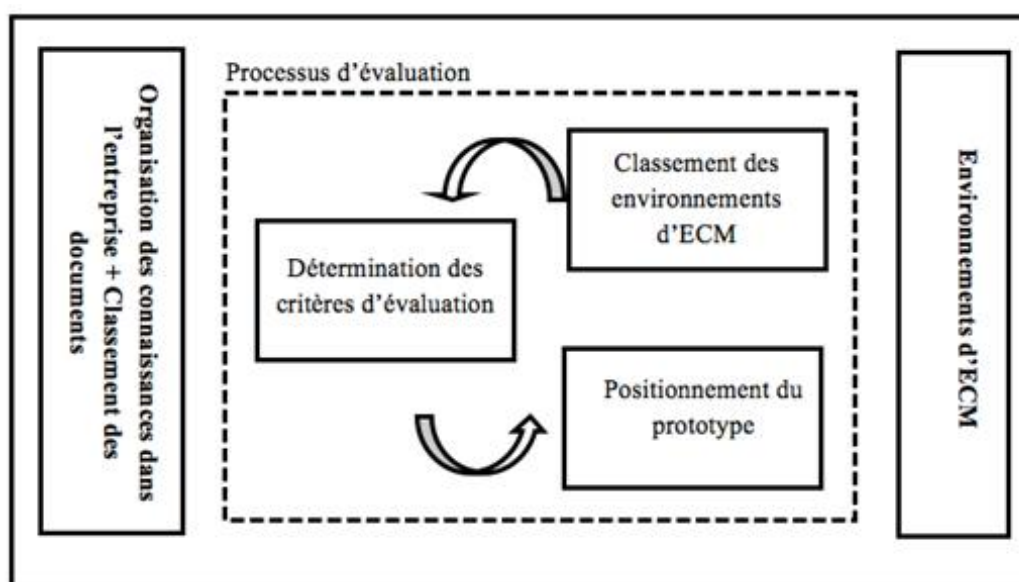 Organisation des connaissances dans
l'entreprise + Classement des
documents
Processus d'évaluation
Classement des
environnements
d'ECM
Détermination des
critères d'évaluation
Positionnement du
prototype
Environnements d'ECM